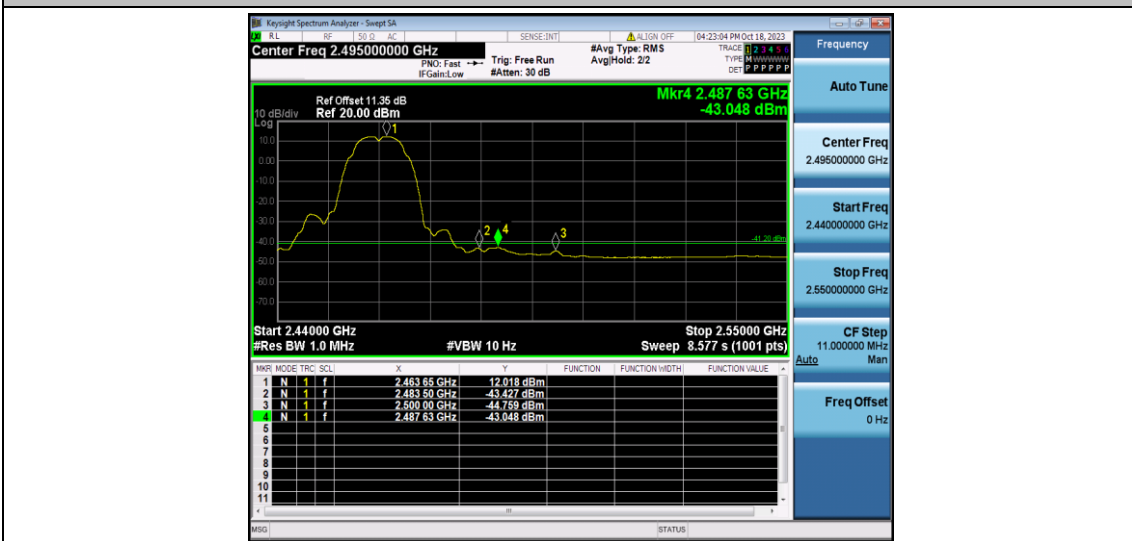 Keysight Spectrum Analyzer - Swept SA
RL RF 50 Ω AC SENSE:INT ALIGN OFF 04:23:04 PM Oct 18, 2023
Center Freq 2.495000000 GHz
PNO: Fast
IFGain:Low
Trig: Free Run
#Atten: 30 dB
#Avg Type: RMS
Avg|Hold: 2/2
TRACE 1 2 3 4 5 6
TYPE M WWWWW
DET P P P P P P
Frequency
Auto Tune
Center Freq
2.495000000 GHz
Start Freq
2.440000000 GHz
Stop Freq
2.550000000 GHz
CF Step
11.000000 MHz
Auto Man
Freq Offset
0 Hz
Mkr4 2.487 63 GHz
-43.048 dBm
Ref Offset 11.35 dB
10 dB/div Ref 20.00 dBm
Log
10.0
0.00
-10.0
-20.0
-30.0
-40.0
-50.0
-60.0
-70.0
1
2
4
3
-41.20 dBm
Start 2.44000 GHz Stop 2.55000 GHz
#Res BW 1.0 MHz #VBW 10 Hz Sweep 8.577 s (1001 pts)
MKR MODE TRC SCL X Y FUNCTION FUNCTION WIDTH FUNCTION VALUE
1 N 1 f 2.463 65 GHz 12.018 dBm
2 N 1 f 2.483 50 GHz -43.427 dBm
3 N 1 f 2.500 00 GHz -44.759 dBm
4 N 1 f 2.487 63 GHz -43.048 dBm
5
6
7
8
9
10
11
MSG STATUS